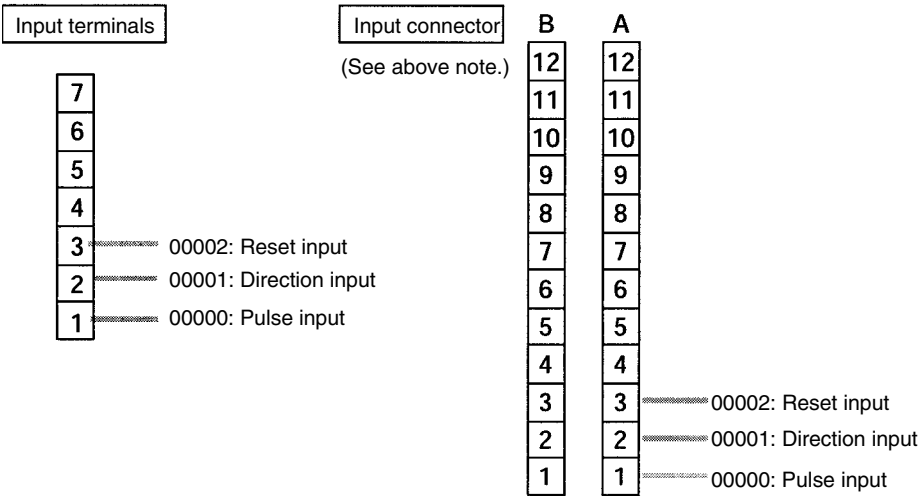 Input terminals
7
6
5
4
3 00002: Reset input
2 00001: Direction input
1 00000: Pulse input
Input connector
(See above note.)
B A
12 12
11 11
10 10
9 9
8 8
7 7
6 6
5 5
4 4
3 3 00002: Reset input
2 2 00001: Direction input
1 1 00000: Pulse input